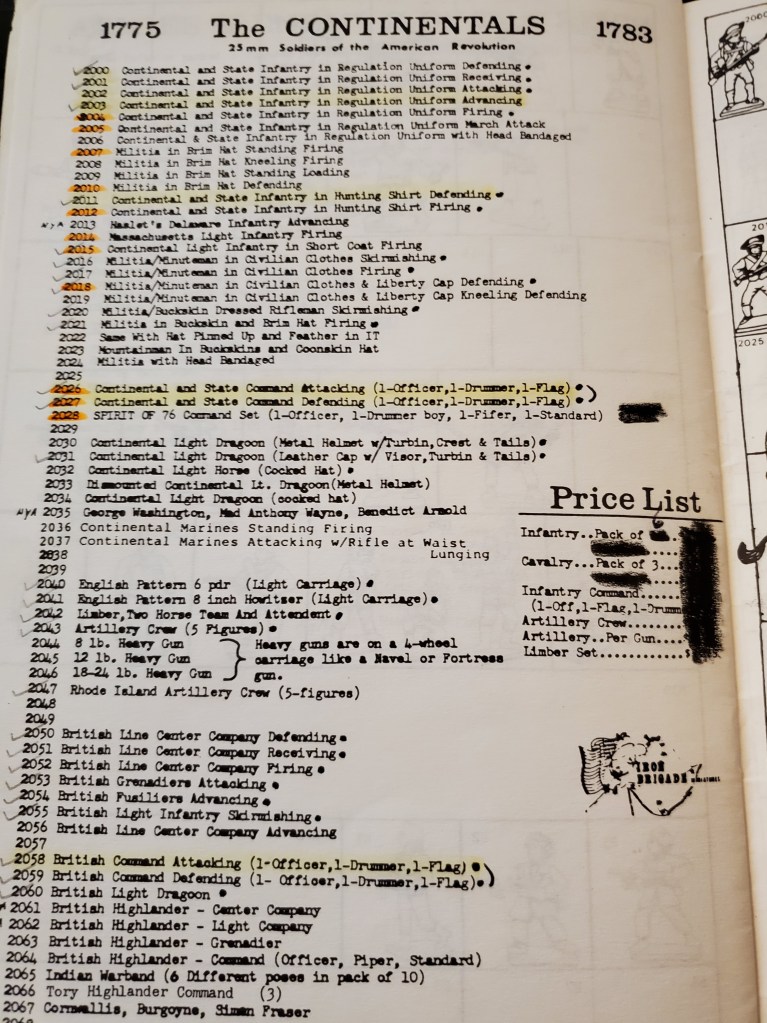 1775 The CONTINENTALS 1783
25mm Soldiers of the American Revolution
2000 Continental and State Infantry in Regulation Uniform Defending.
2001 Continental and State Infantry in Regulation Uniform Receiving.
2002 Continental and State Infantry in Regulation Uniform Attacking.
2003 Continental and State Infantry in Regulation Uniform Advancing
2004 Continental and State Infantry in Regulation Uniform Firing.
2005 Continental and State Infantry in Regulation Uniform March Attack
2006 Continental & State Infantry in Regulation Uniform with Head Bandaged
2007 Militia in Brim Hat Standing Firing
2008 Militia in Brim Hat Kneeling Firing
2009 Militia in Brim Hat Standing Loading
2010 Militia in Brim Hat Defending
2011 Continental and State Infantry in Hunting Shirt Defending.
2012 Continental and State Infantry in Hunting Shirt Firing.
NYA 2013 Haslet's Delaware Infantry Advancing
2014 Massachusetts Light Infantry Firing
2015 Continental Light Infantry in Short Coat Firing
2016 Militia/Minuteman in Civilian Clothes Skirmishing.
2017 Militia/Minuteman in Civilian Clothes Firing.
2018 Militia/Minuteman in Civilian Clothes & Liberty Cap Defending.
2019 Militia/Minuteman in Civilian Clothes & Liberty Cap Kneeling Defending
2020 Militia/Buckskin Dressed Rifleman Skirmishing.
2021 Militia in Buckskin and Brim Hat Firing.
2022 Same With Hat Pinned Up and Feather in IT
2023 Mountainman In Buckskins and Coonskin Hat
2024 Militia with Head Bandaged
2025
2026 Continental and State Command Attacking (1-Officer,1-Drummer,1-Flag).
2027 Continental and State Command Defending (1-Officer,1-Drummer,1-Flag).
2028 SPIRIT OF 76 Command Set (1-Officer, 1-Drummer boy, 1-Fifer, 1-Standard)
2029
2030 Continental Light Dragoon (Metal Helmet w/Turbin,Crest & Tails).
2031 Continental Light Dragoon (Leather Cap w/ Visor,Turbin & Tails).
2032 Continental Light Horse (Cocked Hat).
2033 Dismounted Continental Lt. Dragoon(Metal Helmet)
2034 Continental Light Dragoon (cocked hat)
NYA 2035 George Washington, Mad Anthony Wayne, Benedict Arnold
2036 Continental Marines Standing Firing
2037 Continental Marines Attacking w/Rifle at Waist
Lunging
2038
2039
2040 English Pattern 6 pdr (Light Carriage).
2041 English Pattern 8 inch Howitzer (Light Carriage).
2042 Limber,Two Horse Team And Attendent.
2043 Artillery Crew (5 Figures).
2044 8 lb. Heavy Gun
2045 12 lb. Heavy Gun
2046 18-24 lb. Heavy Gun
Heavy guns are on a 4-wheel
carriage like a Navel or Fortress
gun.
2047 Rhode Island Artillery Crew (5-figures)
2048
2049
2050 British Line Center Company Defending.
2051 British Line Center Company Receiving.
2052 British Line Center Company Firing.
2053 British Grenadiers Attacking.
2054 British Fusiliers Advancing.
2055 British Light Infantry Skirmishing.
2056 British Line Center Company Advancing
2057
2058 British Command Attacking (1-Officer,1-Drummer,1-Flag).
2059 British Command Defending (1- Officer,1-Drummer,1-Flag).
2060 British Light Dragoon.
2061 British Highlander - Center Company
2062 British Highlander - Light Company
2063 British Highlander - Grenadier
2064 British Highlander - Command (Officer, Piper, Standard)
2065 Indian Warband (6 Different poses in pack of 10)
2066 Tory Highlander Command (3)
2067 Cornwallis, Burgoyne, Simon Fraser
Price List
6
Infantry..Pack of
Cavalry...Pack of 3...
Infantry Command....
(1-Off,1-Flag,1-Drumm
Artillery Crew.......
Artillery..Per Gun....
Limber Set..........$
IRON
BRIGADE
2060
2025